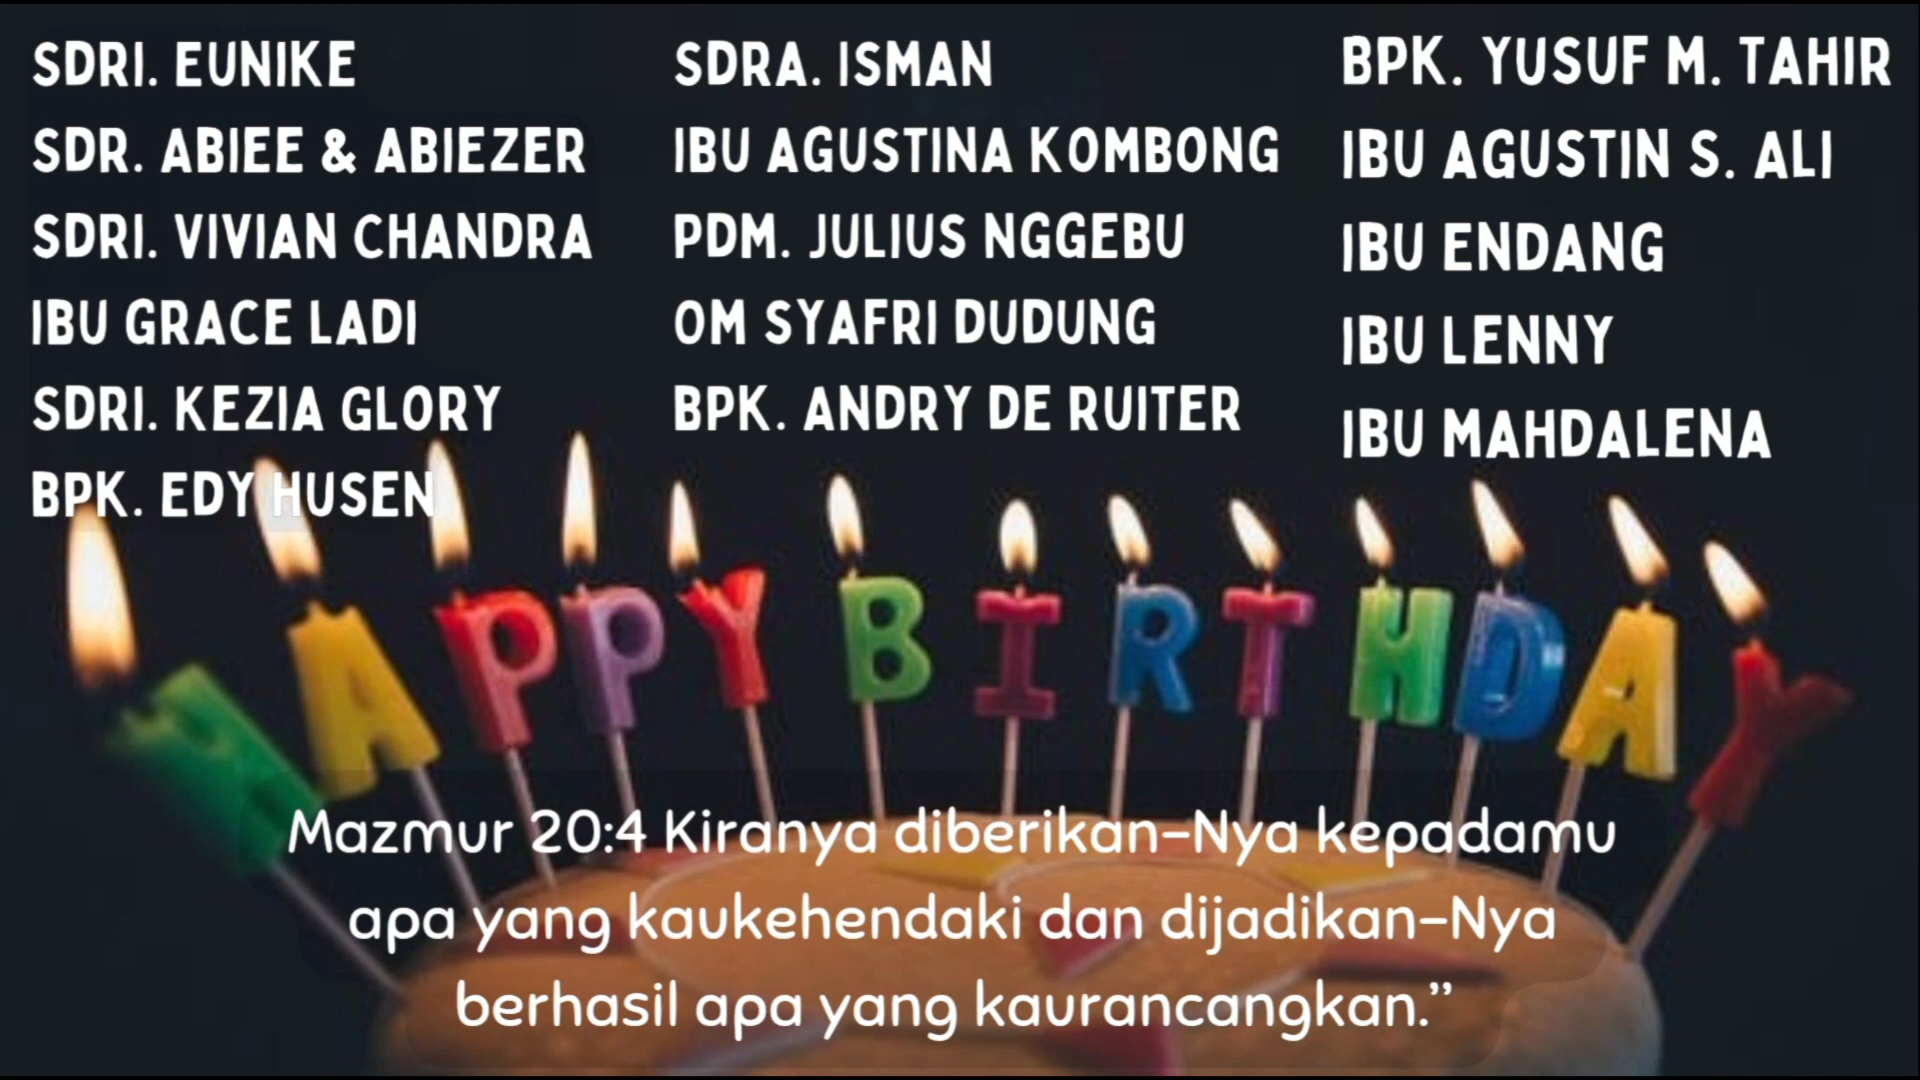 SDRI. EUNIKE
SDR. ABIEE & ABIEZER
SDRI. VIVIAN CHANDRA
IBU GRACE LADI
SDRI. KEZIA GLORY
BPK. EDY HUSEN
SDRA. ISMAN
IBU AGUSTINA KOMBONG
PDM. JULIUS NGGEBU
OM SYAFRI DUDUNG
BPK. ANDRY DE RUITER
BPK. YUSUF M. TAHIR
IBU AGUSTIN S. ALI
IBU ENDANG
IBU LENNY
IBU MAHDALENA
HAPPY BIRTHDAY
Mazmur 20:4 Kiranya diberikan-Nya kepadamu
apa yang kaukehendaki dan dijadikan-Nya
berhasil apa yang kaurancangkan.”